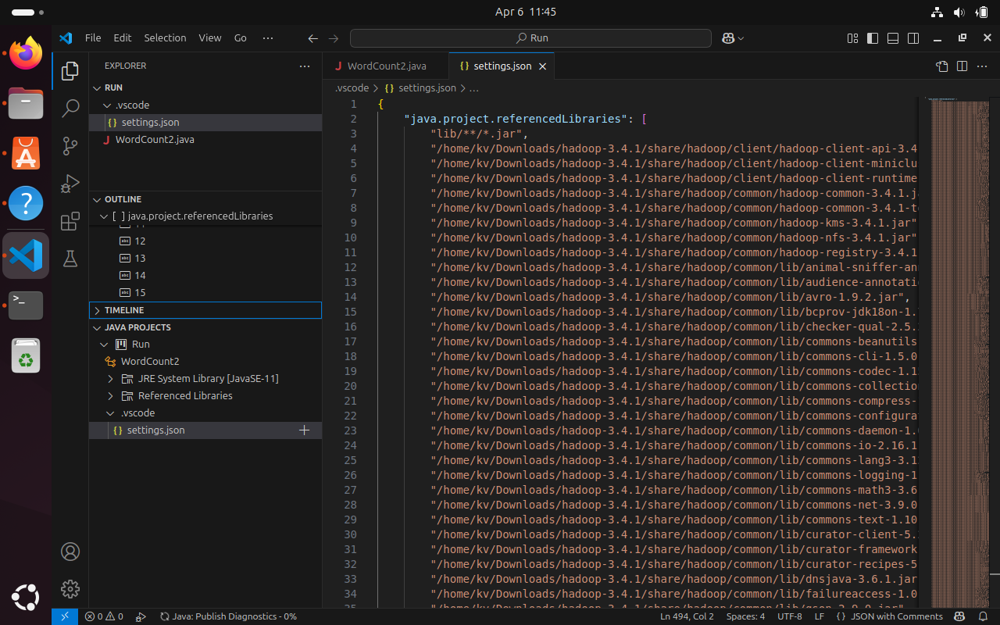 Apr 6 11:45
File Edit Selection View Go ···
Run
EXPLORER
RUN
.vscode
{} settings.json
J WordCount2.java
OUTLINE
[ ] java.project.referencedLibraries
12
13
14
15
TIMELINE
JAVA PROJECTS
Run
WordCount2
JRE System Library [JavaSE-11]
Referenced Libraries
.vscode
{} settings.json
J WordCount2.java
{} settings.json
.vscode > {} settings.json > ...
1 {
2 "java.project.referencedLibraries": [
3 "lib/**/*.jar",
4 "/home/kv/Downloads/hadoop-3.4.1/share/hadoop/client/hadoop-client-api-3.4
5 "/home/kv/Downloads/hadoop-3.4.1/share/hadoop/client/hadoop-client-miniclu
6 "/home/kv/Downloads/hadoop-3.4.1/share/hadoop/client/hadoop-client-runtime
7 "/home/kv/Downloads/hadoop-3.4.1/share/hadoop/common/hadoop-common-3.4.1.ja
8 "/home/kv/Downloads/hadoop-3.4.1/share/hadoop/common/hadoop-common-3.4.1-te
9 "/home/kv/Downloads/hadoop-3.4.1/share/hadoop/common/hadoop-kms-3.4.1.jar"
10 "/home/kv/Downloads/hadoop-3.4.1/share/hadoop/common/hadoop-nfs-3.4.1.jar"
11 "/home/kv/Downloads/hadoop-3.4.1/share/hadoop/common/hadoop-registry-3.4.1
12 "/home/kv/Downloads/hadoop-3.4.1/share/hadoop/common/lib/animal-sniffer-ann
13 "/home/kv/Downloads/hadoop-3.4.1/share/hadoop/common/lib/audience-annotatio
14 "/home/kv/Downloads/hadoop-3.4.1/share/hadoop/common/lib/avro-1.9.2.jar",
15 "/home/kv/Downloads/hadoop-3.4.1/share/hadoop/common/lib/bcprov-jdk18on-1.
16 "/home/kv/Downloads/hadoop-3.4.1/share/hadoop/common/lib/checker-qual-2.5.
17 "/home/kv/Downloads/hadoop-3.4.1/share/hadoop/common/lib/commons-beanutils
18 "/home/kv/Downloads/hadoop-3.4.1/share/hadoop/common/lib/commons-cli-1.5.0
19 "/home/kv/Downloads/hadoop-3.4.1/share/hadoop/common/lib/commons-codec-1.1
20 "/home/kv/Downloads/hadoop-3.4.1/share/hadoop/common/lib/commons-collection
21 "/home/kv/Downloads/hadoop-3.4.1/share/hadoop/common/lib/commons-compress-
22 "/home/kv/Downloads/hadoop-3.4.1/share/hadoop/common/lib/commons-configura
23 "/home/kv/Downloads/hadoop-3.4.1/share/hadoop/common/lib/commons-daemon-1.
24 "/home/kv/Downloads/hadoop-3.4.1/share/hadoop/common/lib/commons-io-2.16.1
25 "/home/kv/Downloads/hadoop-3.4.1/share/hadoop/common/lib/commons-lang3-3.1
26 "/home/kv/Downloads/hadoop-3.4.1/share/hadoop/common/lib/commons-logging-1
27 "/home/kv/Downloads/hadoop-3.4.1/share/hadoop/common/lib/commons-math3-3.6
28 "/home/kv/Downloads/hadoop-3.4.1/share/hadoop/common/lib/commons-net-3.9.0
29 "/home/kv/Downloads/hadoop-3.4.1/share/hadoop/common/lib/commons-text-1.10
30 "/home/kv/Downloads/hadoop-3.4.1/share/hadoop/common/lib/curator-client-5.
31 "/home/kv/Downloads/hadoop-3.4.1/share/hadoop/common/lib/curator-framework
32 "/home/kv/Downloads/hadoop-3.4.1/share/hadoop/common/lib/curator-recipes-5
33 "/home/kv/Downloads/hadoop-3.4.1/share/hadoop/common/lib/dnsjava-3.6.1.jar
34 "/home/kv/Downloads/hadoop-3.4.1/share/hadoop/common/lib/failureaccess-1.0
0 0 Java: Publish Diagnostics - 0% Ln 494, Col 2 Spaces: 4 UTF-8 LF {} JSON with Comments